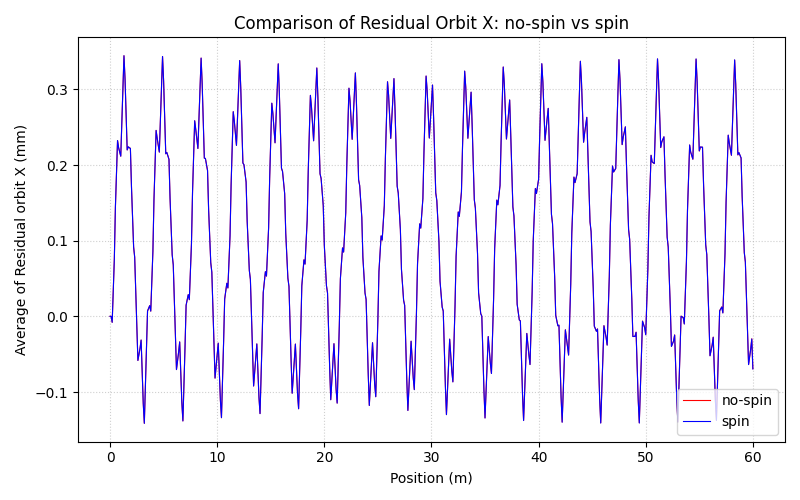 Comparison of Residual Orbit X: no-spin vs spin
Average of Residual orbit X (mm)
0.3
0.2
0.1
0.0
−0.1
0
10
20
30
40
50
60
Position (m)
no-spin
spin